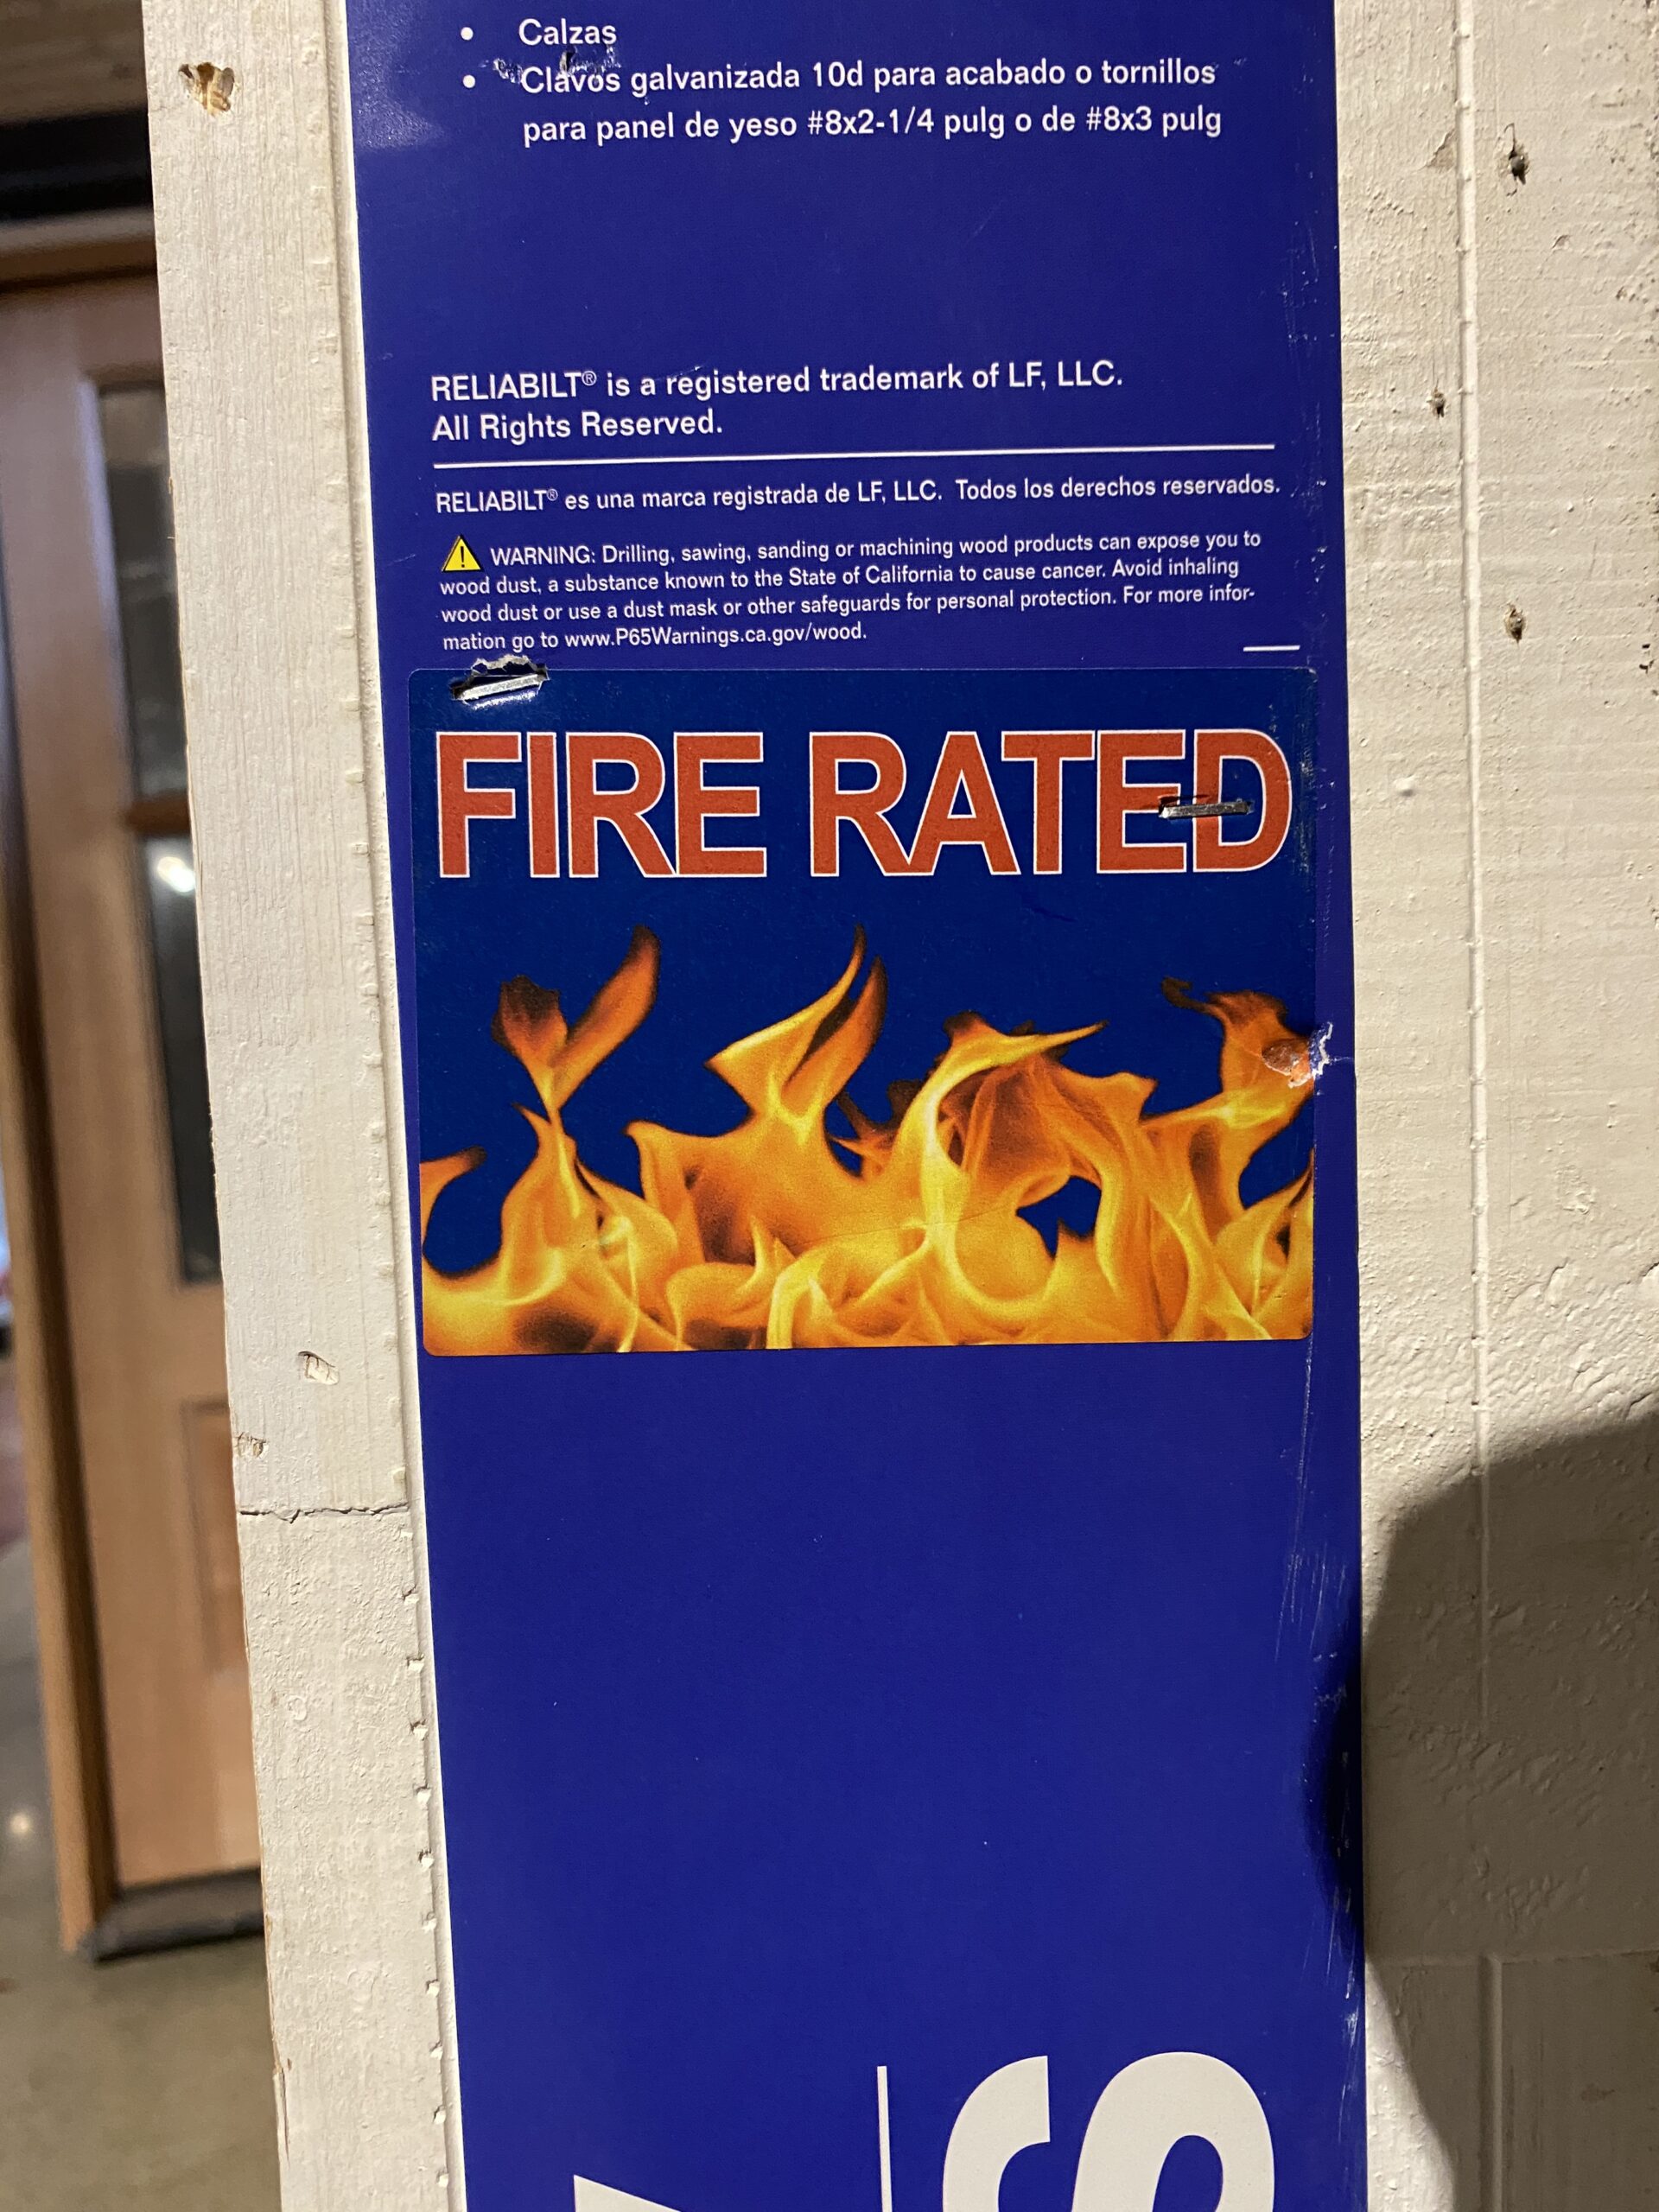 • Calzas
• Clavos galvanizada 10d para acabado o tornillos
para panel de yeso #8x2-1/4 pulg o de #8x3 pulg
RELIABILT® is a registered trademark of LF, LLC.
All Rights Reserved.
RELIABILT® es una marca registrada de LF, LLC. Todos los derechos reservados.
WARNING: Drilling, sawing, sanding or machining wood products can expose you to
wood dust, a substance known to the State of California to cause cancer. Avoid inhaling
wood dust or use a dust mask or other safeguards for personal protection. For more infor-
mation go to www.P65Warnings.ca.gov/wood.
FIRE RATED